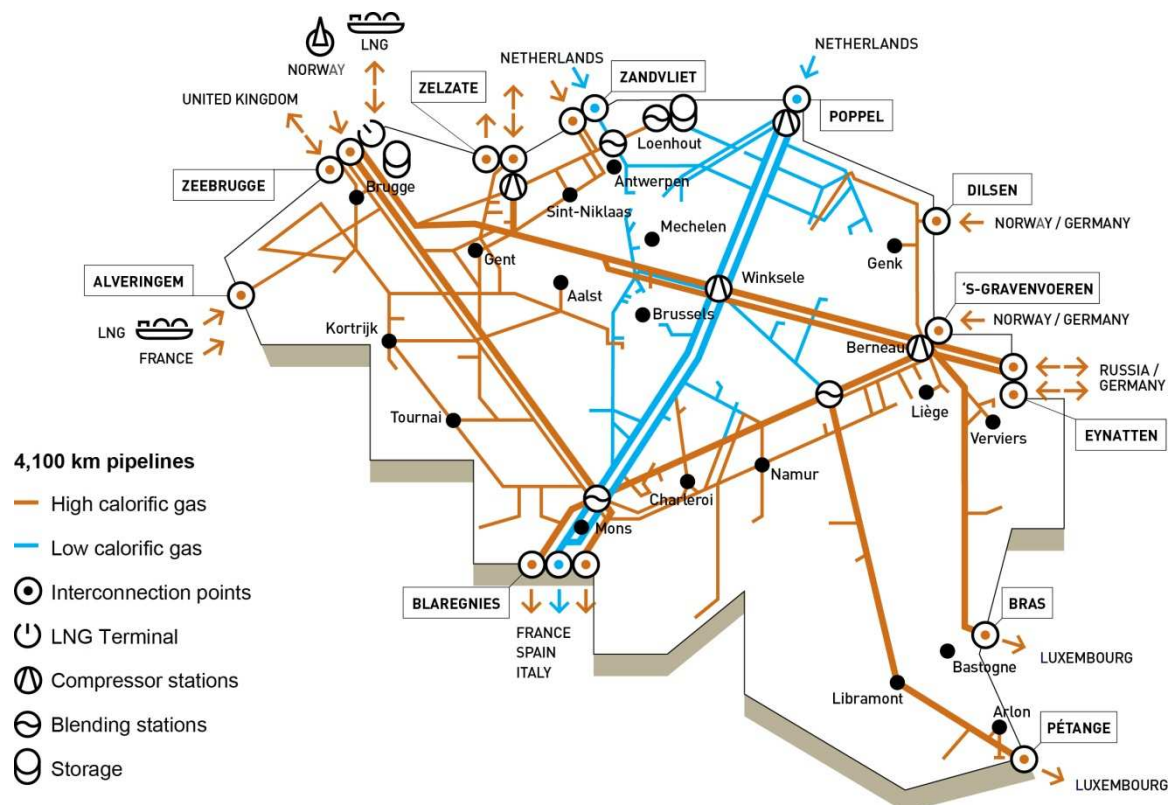 LNG
NORWAY
UNITED KINGDOM
ZELZATE
NETHERLANDS
ZANDVLIET
NETHERLANDS
POPPEL
Loenhout
ZEEBRUGGE
Brugge
Antwerpen
Sint-Niklaas
DILSEN
NORWAY / GERMANY
Mechelen
Gent
Genk
ALVERINGEM
Aalst
Winksele
'S-GRAVENVOEREN
NORWAY / GERMANY
LNG
FRANCE
Kortrijk
Brussels
Berneau
RUSSIA /
GERMANY
Liège
Verviers
EYNATTEN
Tournai
4,100 km pipelines
High calorific gas
Low calorific gas
Interconnection points
LNG Terminal
Compressor stations
Blending stations
Storage
Charleroi
Namur
Mons
BLAREGNIES
FRANCE
SPAIN
ITALY
BRAS
LUXEMBOURG
Bastogne
Libramont
Arlon
PÉTANGE
LUXEMBOURG